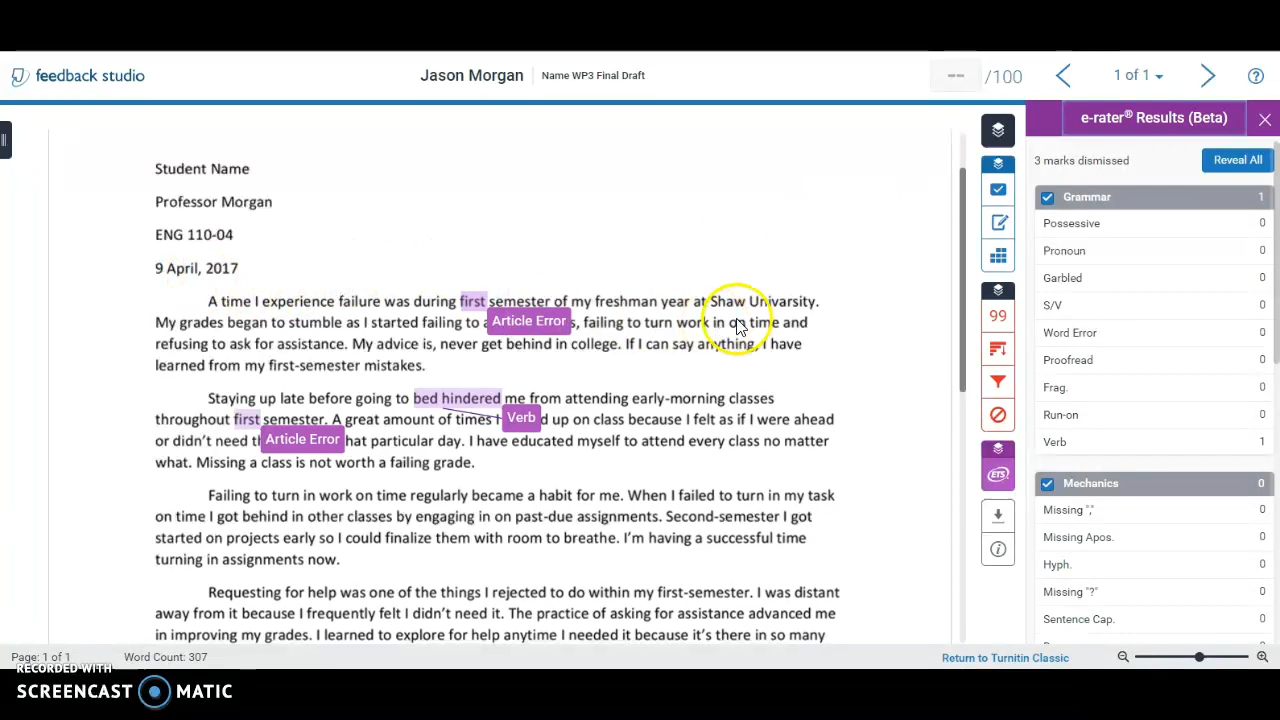 feedback studio
Jason Morgan
Name WP3 Final Draft
-- /100
1 of 1
Student Name
Professor Morgan
ENG 110-04
9 April, 2017
A time I experience failure was during first semester of my freshman year at Shaw Univarsity.
My grades began to stumble as I started failing to a Article Error s, failing to turn work in on time and
refusing to ask for assistance. My advice is, never get behind in college. If I can say anything, I have
learned from my first-semester mistakes.
Staying up late before going to bed hindered me from attending early-morning classes
throughout first semester. A great amount of times I Verb d up on class because I felt as if I were ahead
or didn't need th Article Error hat particular day. I have educated myself to attend every class no matter
what. Missing a class is not worth a failing grade.
Failing to turn in work on time regularly became a habit for me. When I failed to turn in my task
on time I got behind in other classes by engaging in on past-due assignments. Second-semester I got
started on projects early so I could finalize them with room to breathe. I'm having a successful time
turning in assignments now.
Requesting for help was one of the things I rejected to do within my first-semester. I was distant
away from it because I frequently felt I didn't need it. The practice of asking for assistance advanced me
in improving my grades. I learned to explore for help anytime I needed it because it's there in so many
99
ETS
e-rater® Results (Beta)
3 marks dismissed
Reveal All
Grammar 1
Possessive 0
Pronoun 0
Garbled 0
S/V 0
Word Error 0
Proofread 0
Frag. 0
Run-on 0
Verb 1
Mechanics 0
Missing "," 0
Missing Apos. 0
Hyph. 0
Missing "?" 0
Sentence Cap. 0
Page: 1 of 1
Word Count: 307
Return to Turnitin Classic
RECORDED WITH
SCREENCAST MATIC